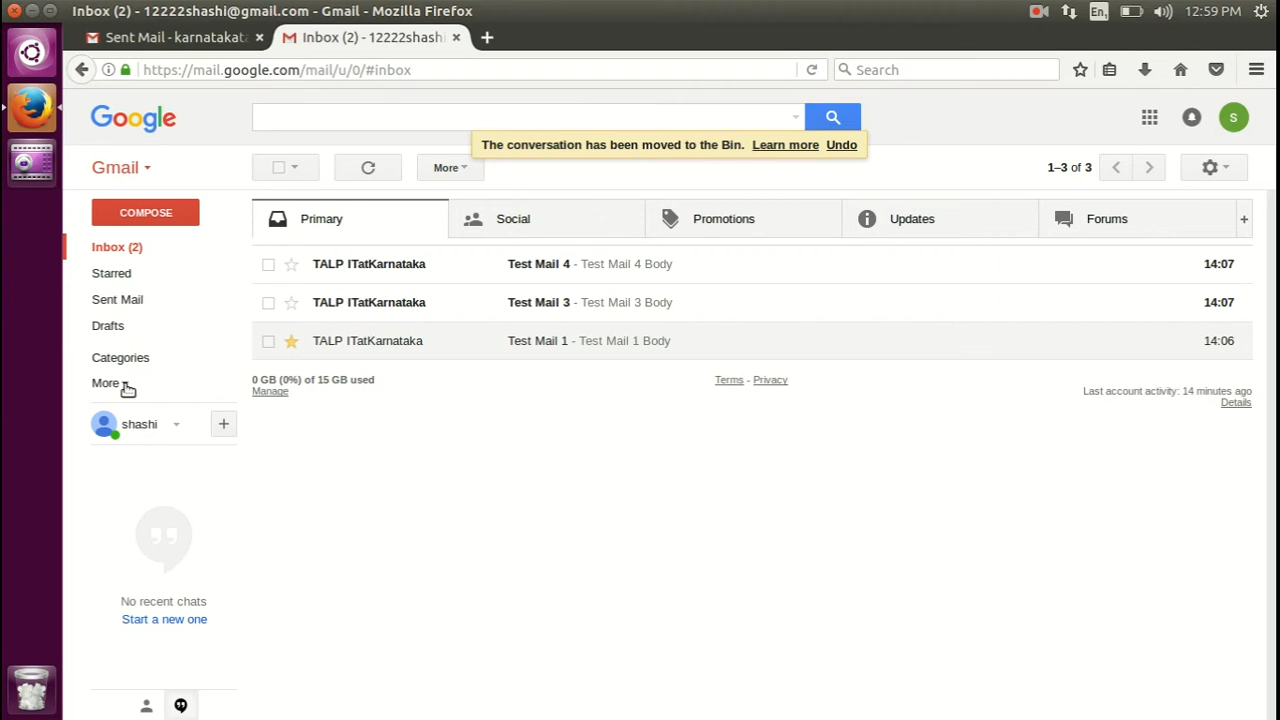 Inbox (2) - 12222shashi@gmail.com - Gmail - Mozilla Firefox
En
12:59 PM
Sent Mail - karnatakat
Inbox (2) - 12222shashi
https://mail.google.com/mail/u/0/#inbox
Search
Google
S
The conversation has been moved to the Bin. Learn more Undo
Gmail
More
1–3 of 3
COMPOSE
Primary
Social
Promotions
Updates
Forums
+
Inbox (2)
Starred
Sent Mail
Drafts
Categories
More
TALP ITatKarnataka Test Mail 4 - Test Mail 4 Body 14:07
TALP ITatKarnataka Test Mail 3 - Test Mail 3 Body 14:07
TALP ITatKarnataka Test Mail 1 - Test Mail 1 Body 14:06
0 GB (0%) of 15 GB used
Manage
Terms - Privacy
Last account activity: 14 minutes ago
Details
shashi
+
No recent chats
Start a new one